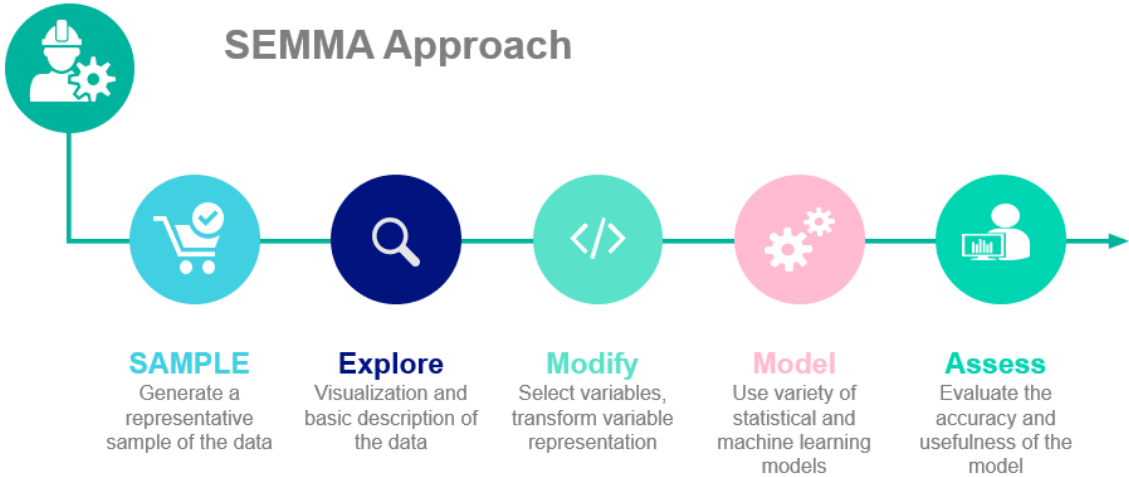 SEMMA Approach
SAMPLE
Generate a
representative
sample of the data
Explore
Visualization and
basic description of
the data
Modify
Select variables,
transform variable
representation
Model
Use variety of
statistical and
machine learning
models
Assess
Evaluate the
accuracy and
usefulness of the
model